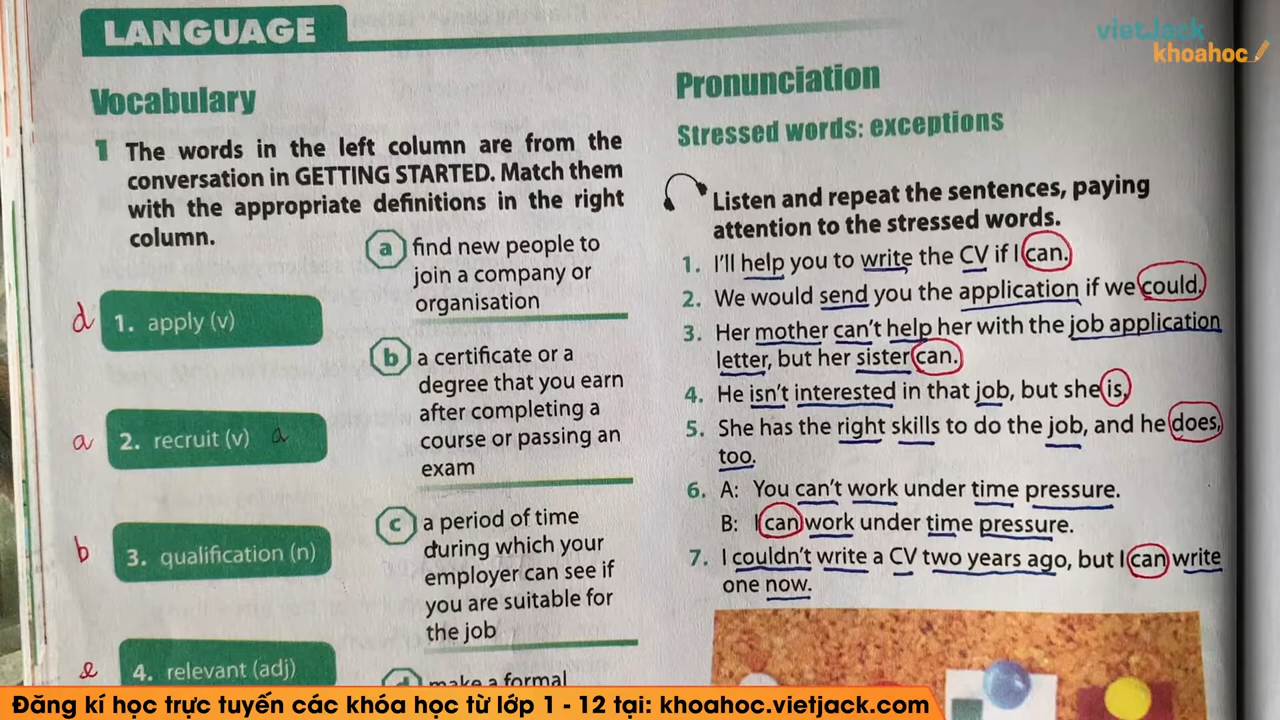 LANGUAGE
vietJack
khoahoc
Vocabulary
1 The words in the left column are from the
conversation in GETTING STARTED. Match them
with the appropriate definitions in the right
column.
d 1. apply (v)
a 2. recruit (v) a
b 3. qualification (n)
e 4. relevant (adj)
a find new people to
join a company or
organisation
b a certificate or a
degree that you earn
after completing a
course or passing an
exam
c a period of time
during which your
employer can see if
you are suitable for
the job
d make a formal
Pronunciation
Stressed words: exceptions
Listen and repeat the sentences, paying
attention to the stressed words.
1. I'll help you to write the CV if I can.
2. We would send you the application if we could.
3. Her mother can't help her with the job application
letter, but her sister can.
4. He isn't interested in that job, but she is.
5. She has the right skills to do the job, and he does,
too.
6. A: You can't work under time pressure.
B: I can work under time pressure.
7. I couldn't write a CV two years ago, but I can write
one now.
Đăng kí học trực tuyến các khóa học từ lớp 1 - 12 tại: khoahoc.vietjack.com